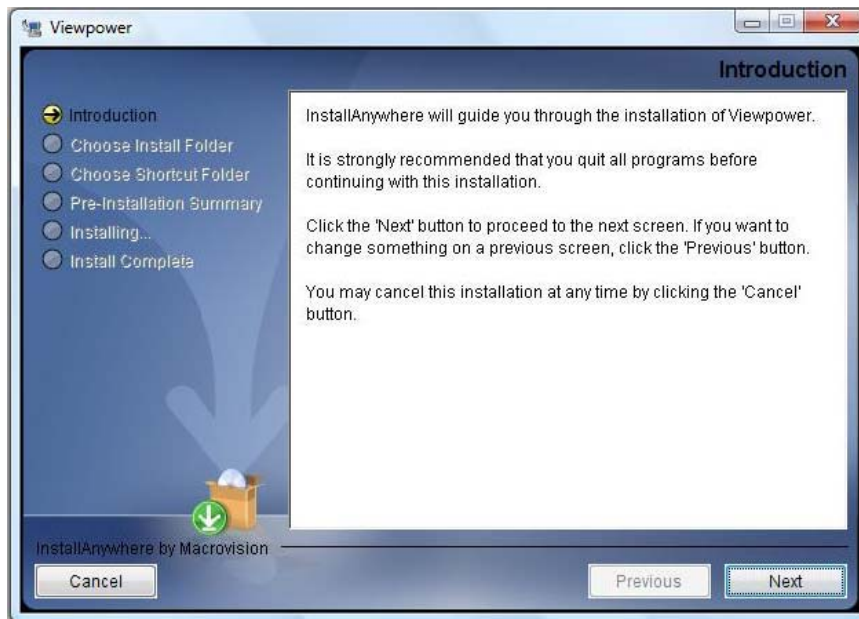 Viewpower
Introduction
Introduction
Choose Install Folder
Choose Shortcut Folder
Pre-Installation Summary
Installing...
Install Complete
InstallAnywhere will guide you through the installation of Viewpower.
It is strongly recommended that you quit all programs before
continuing with this installation.
Click the 'Next' button to proceed to the next screen. If you want to
change something on a previous screen, click the 'Previous' button.
You may cancel this installation at any time by clicking the 'Cancel'
button.
InstallAnywhere by Macrovision
Cancel
Previous
Next